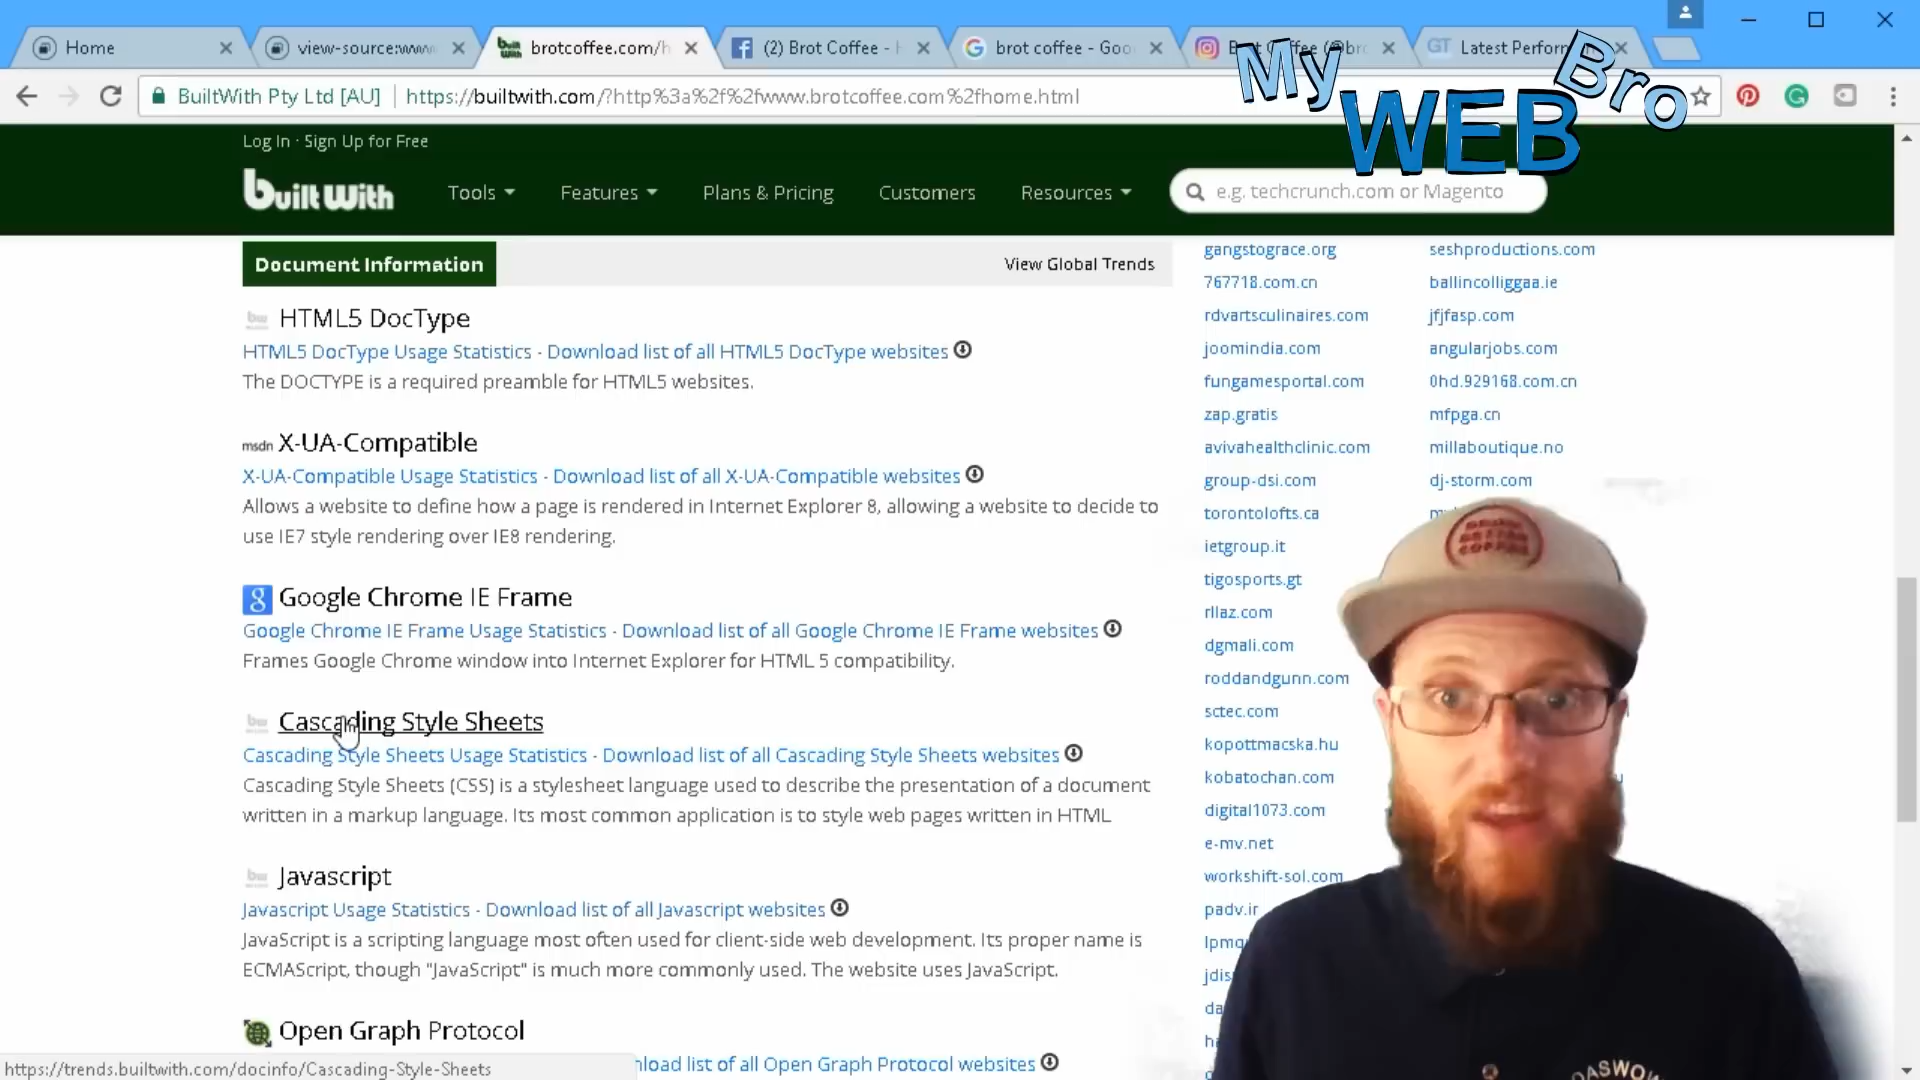 Home
view-source:www
brotcoffee.com/h
(2) Brot Coffee -
brot coffee - Goo
Latest Perform
My WEB Bro
BuiltWith Pty Ltd [AU]
https://builtwith.com/?http%3a%2f%2fwww.brotcoffee.com%2fhome.html
Log In · Sign Up for Free
built With
Tools
Features
Plans & Pricing
Customers
Resources
e.g. techcrunch.com or Magento
Document Information
View Global Trends
HTML5 DocType
HTML5 DocType Usage Statistics - Download list of all HTML5 DocType websites
The DOCTYPE is a required preamble for HTML5 websites.
msdn X-UA-Compatible
X-UA-Compatible Usage Statistics - Download list of all X-UA-Compatible websites
Allows a website to define how a page is rendered in Internet Explorer 8, allowing a website to decide to
use IE7 style rendering over IE8 rendering.
Google Chrome IE Frame
Google Chrome IE Frame Usage Statistics - Download list of all Google Chrome IE Frame websites
Frames Google Chrome window into Internet Explorer for HTML 5 compatibility.
Cascading Style Sheets
Cascading Style Sheets Usage Statistics - Download list of all Cascading Style Sheets websites
Cascading Style Sheets (CSS) is a stylesheet language used to describe the presentation of a document
written in a markup language. Its most common application is to style web pages written in HTML
Javascript
Javascript Usage Statistics - Download list of all Javascript websites
JavaScript is a scripting language most often used for client-side web development. Its proper name is
ECMAScript, though "JavaScript" is much more commonly used. The website uses JavaScript.
Open Graph Protocol
nload list of all Open Graph Protocol websites
https://trends.builtwith.com/docinfo/Cascading-Style-Sheets
gangstograce.org
767718.com.cn
rdvartsculinaires.com
joomindia.com
fungamesportal.com
zap.gratis
avivahealthclinic.com
group-dsi.com
torontolofts.ca
ietgroup.it
tigosports.gt
rllaz.com
dgmali.com
roddandgunn.com
sctec.com
kopottmacska.hu
kobatochan.com
digital1073.com
e-mv.net
workshift-sol.com
padv.ir
lpmq
jdis
da
seshproductions.com
ballincolliggaa.ie
jfjfasp.com
angularjobs.com
0hd.929168.com.cn
mfpga.cn
millaboutique.no
dj-storm.com